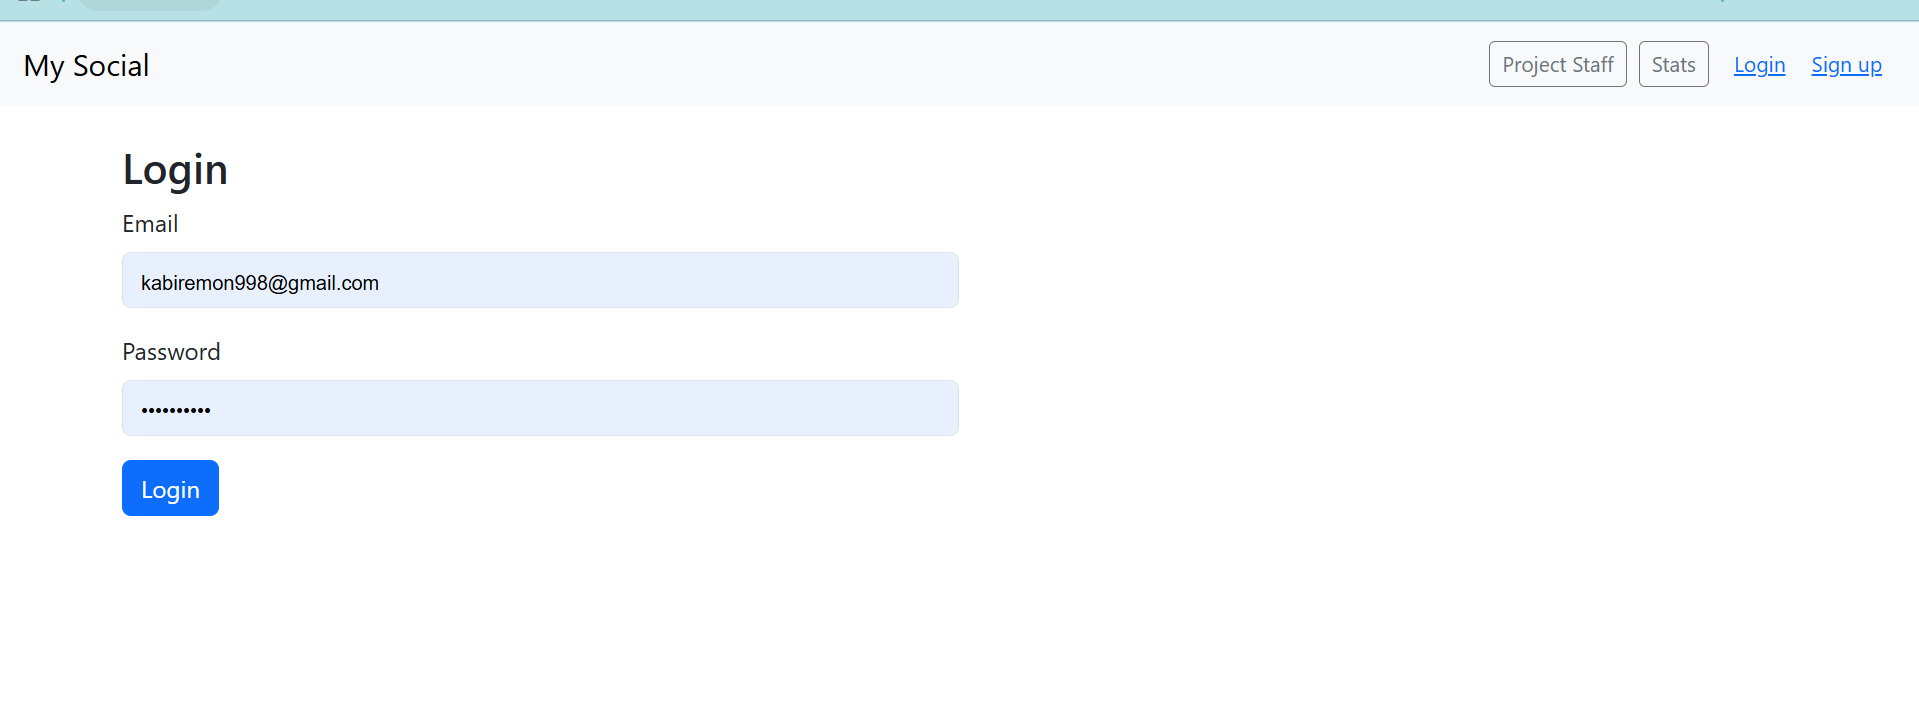 My Social
Project Staff Stats Login Sign up
Login
Email
kabiremon998@gmail.com
Password
••••••••••
Login